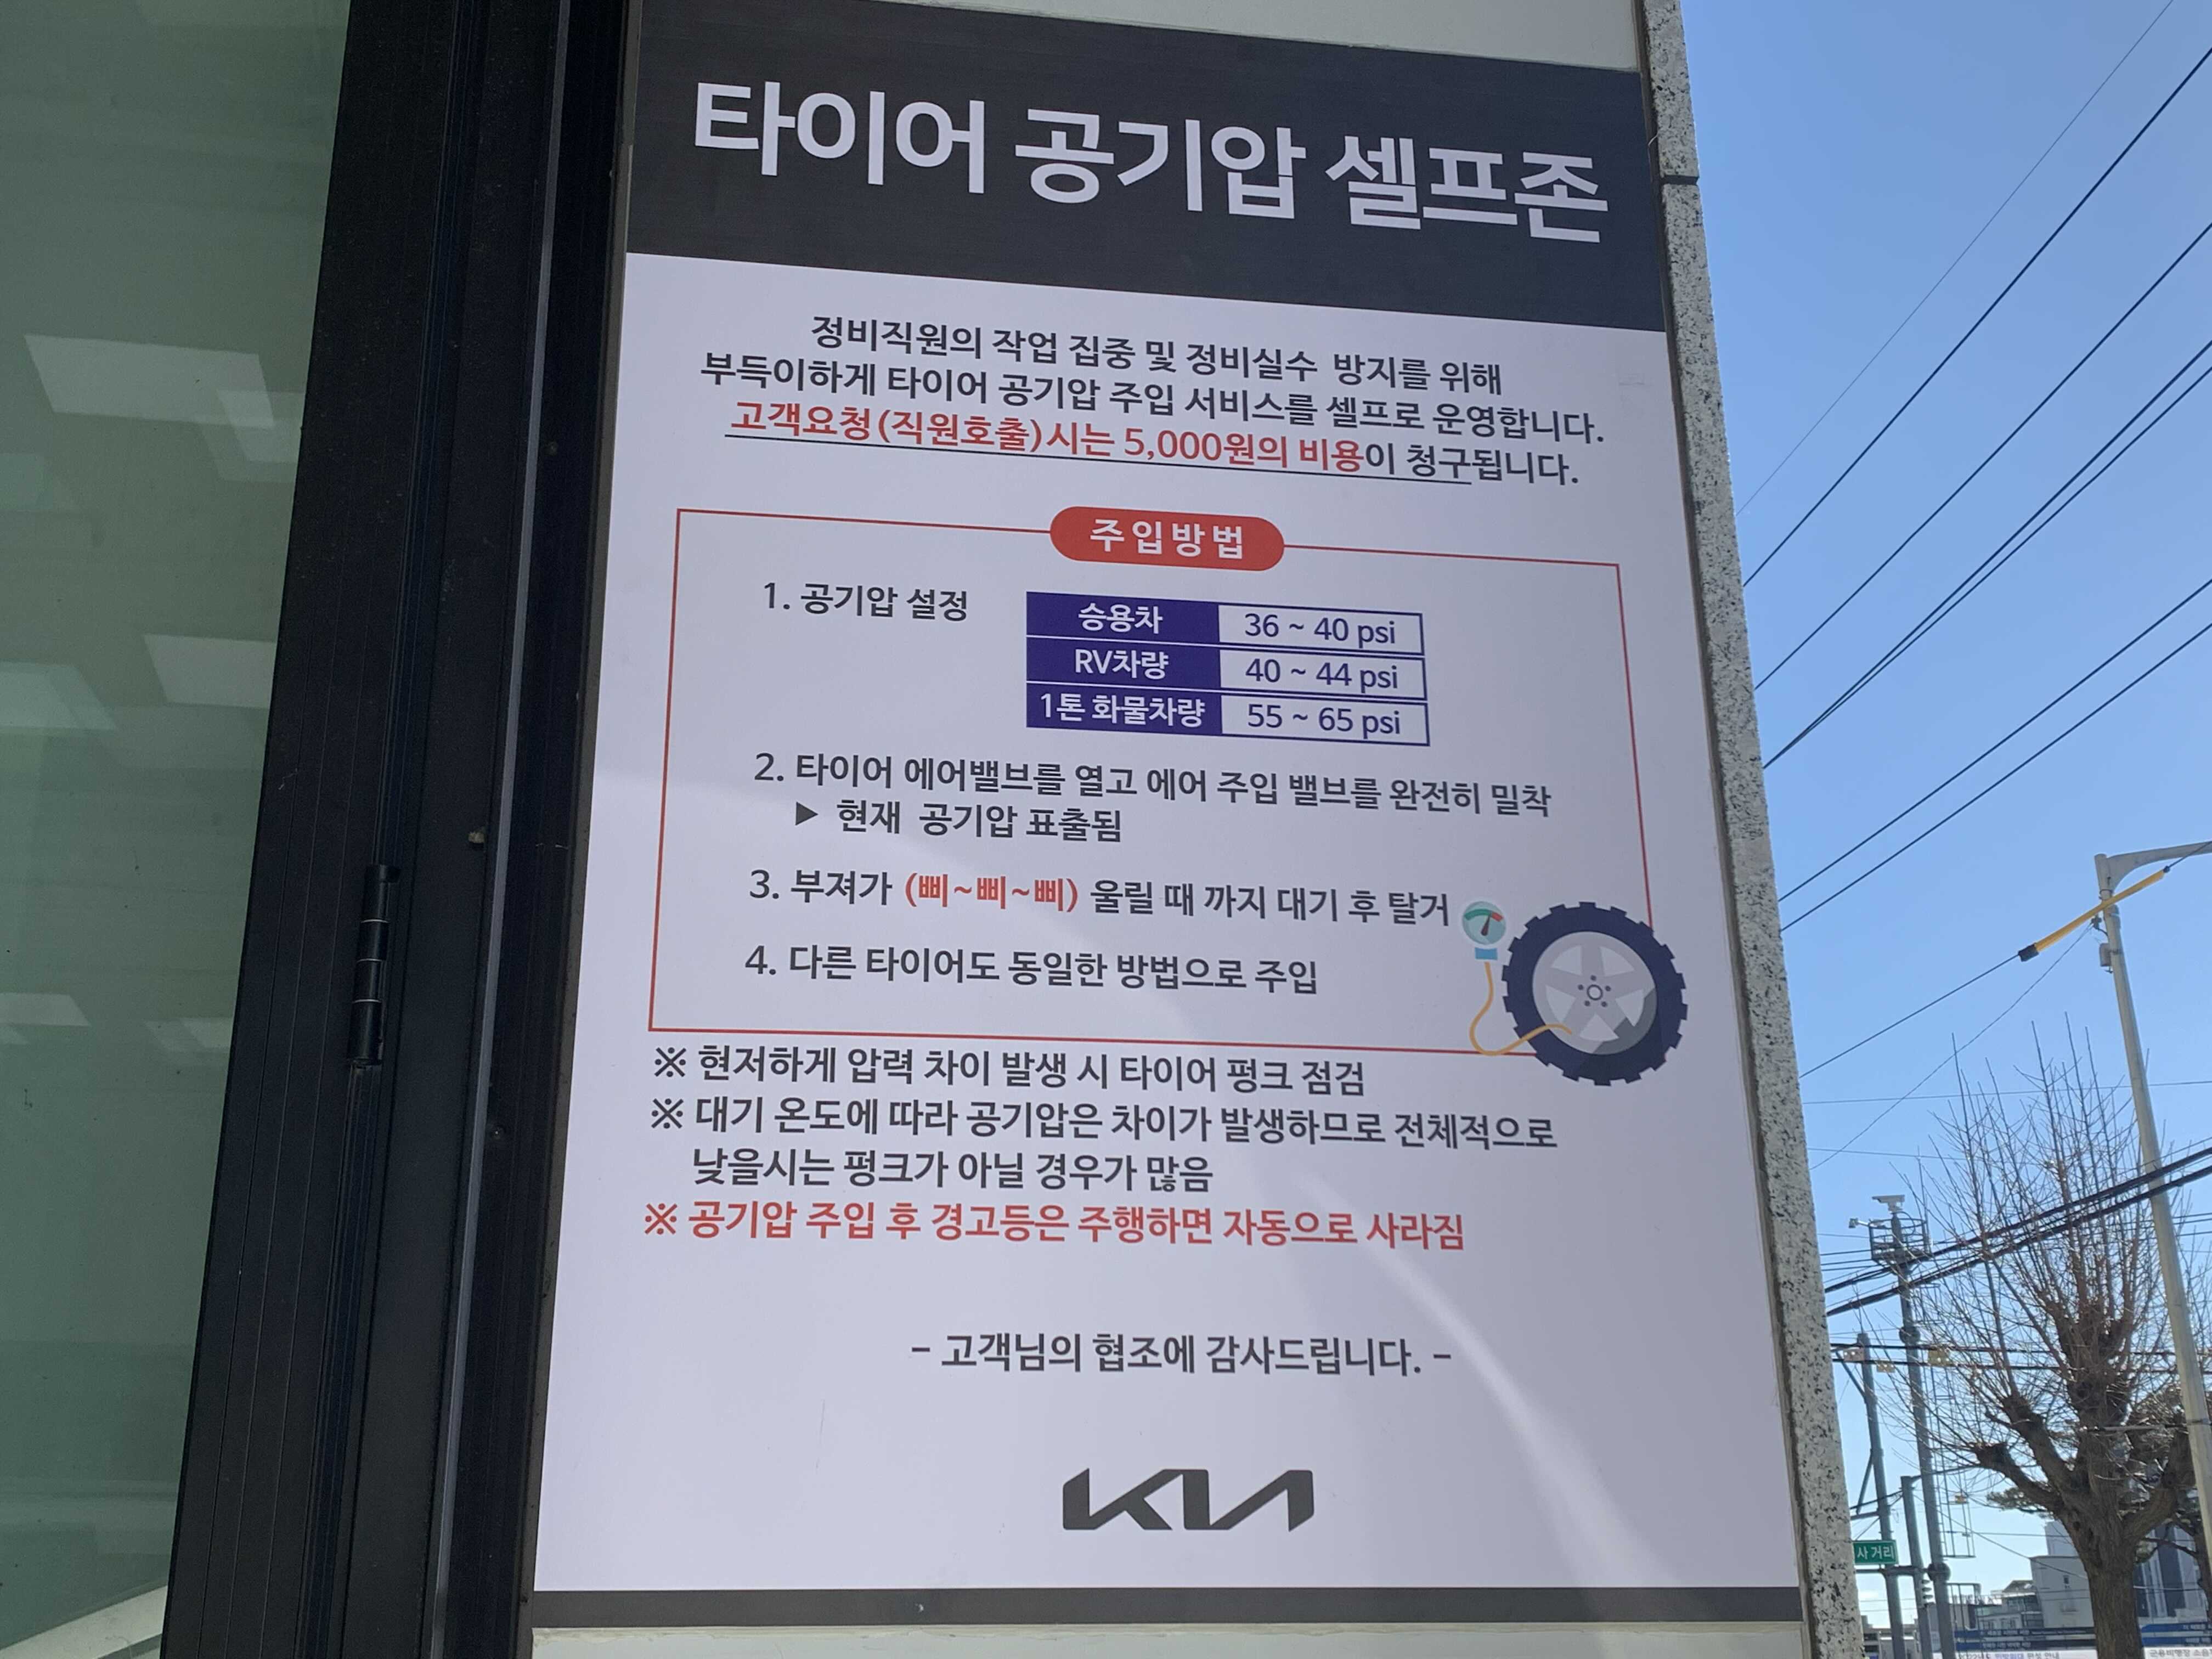 타이어 공기압 셀프존
정비직원의 작업 집중 및 정비실수 방지를 위해
부득이하게 타이어 공기압 주입 서비스를 셀프로 운영합니다.
고객요청(직원호출)시는 5,000원의 비용이 청구됩니다.
주입방법
1. 공기압 설정
승용차 36 ~ 40 psi
RV차량 40 ~ 44 psi
1톤 화물차량 55 ~ 65 psi
2. 타이어 에어밸브를 열고 에어 주입 밸브를 완전히 밀착
▶ 현재 공기압 표출됨
3. 부져가 (삐~삐~삐) 울릴 때 까지 대기 후 탈거
4. 다른 타이어도 동일한 방법으로 주입
※ 현저하게 압력 차이 발생 시 타이어 펑크 점검
※ 대기 온도에 따라 공기압은 차이가 발생하므로 전체적으로
낮을시는 펑크가 아닐 경우가 많음
※ 공기압 주입 후 경고등은 주행하면 자동으로 사라짐
- 고객님의 협조에 감사드립니다. -
KIA
사거리